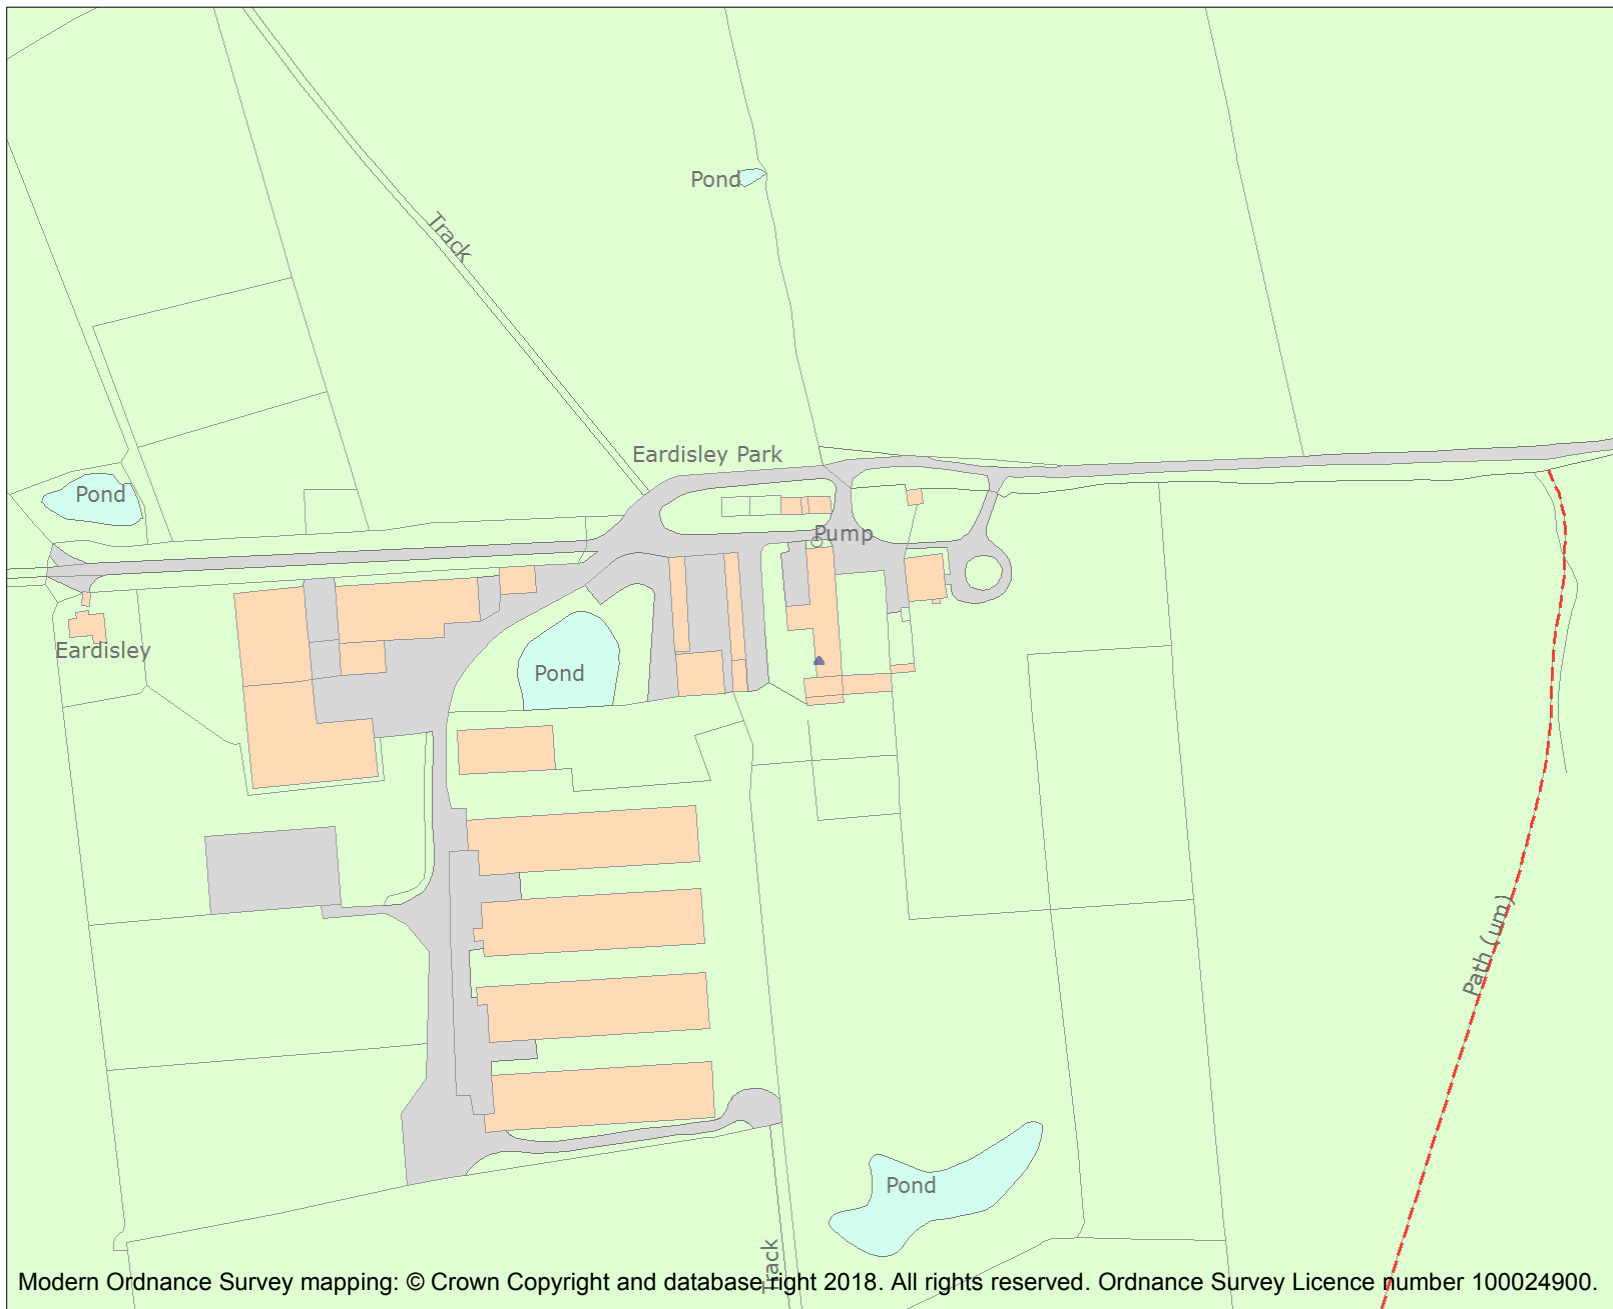 Pond
Track
Eardisley Park
Pond
Pump
Eardisley
Pond
Path (um)
Pond
Track
Modern Ordnance Survey mapping: © Crown Copyright and database right 2018. All rights reserved. Ordnance Survey Licence number 100024900.